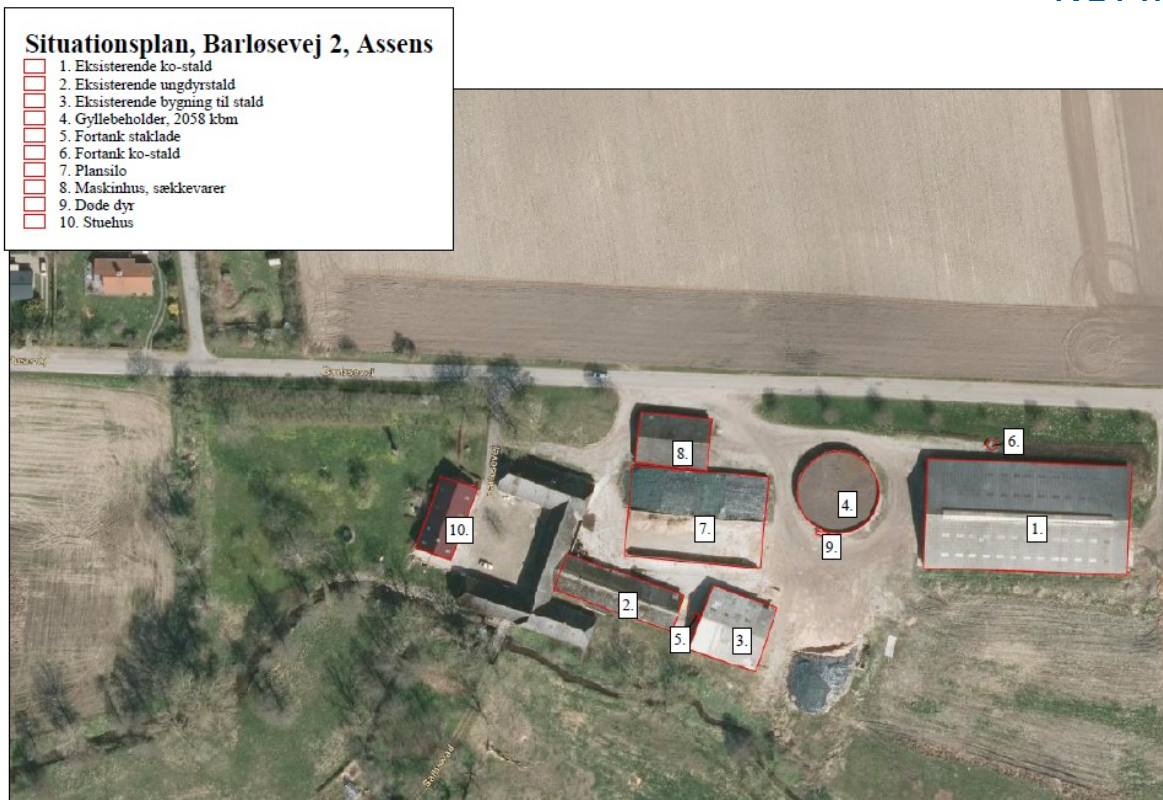 Situationsplan, Barløsevej 2, Assens
1. Eksisterende ko-stald
2. Eksisterende ungdyrstald
3. Eksisterende bygning til stald
4. Gyllebeholder, 2058 kbm
5. Fortank staklade
6. Fortank ko-stald
7. Plansilo
8. Maskinhus, sækkevarer
9. Døde dyr
10. Stuehus
Barløsevej
6.
8.
4.
10.
7.
1.
9.
2.
5.
3.